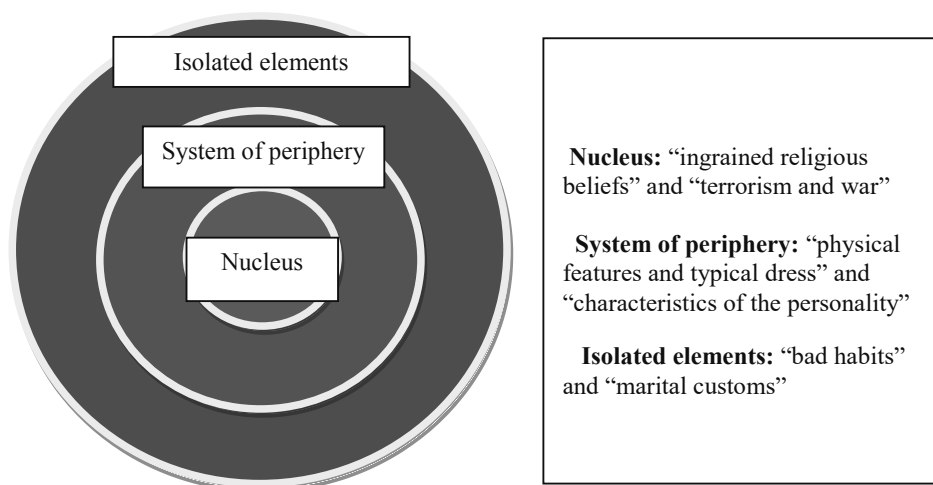 Isolated elements
System of periphery
Nucleus
Nucleus: “ingrained religious
beliefs” and “terrorism and war”
System of periphery: “physical
features and typical dress” and
“characteristics of the personality”
Isolated elements: “bad habits”
and “marital customs”